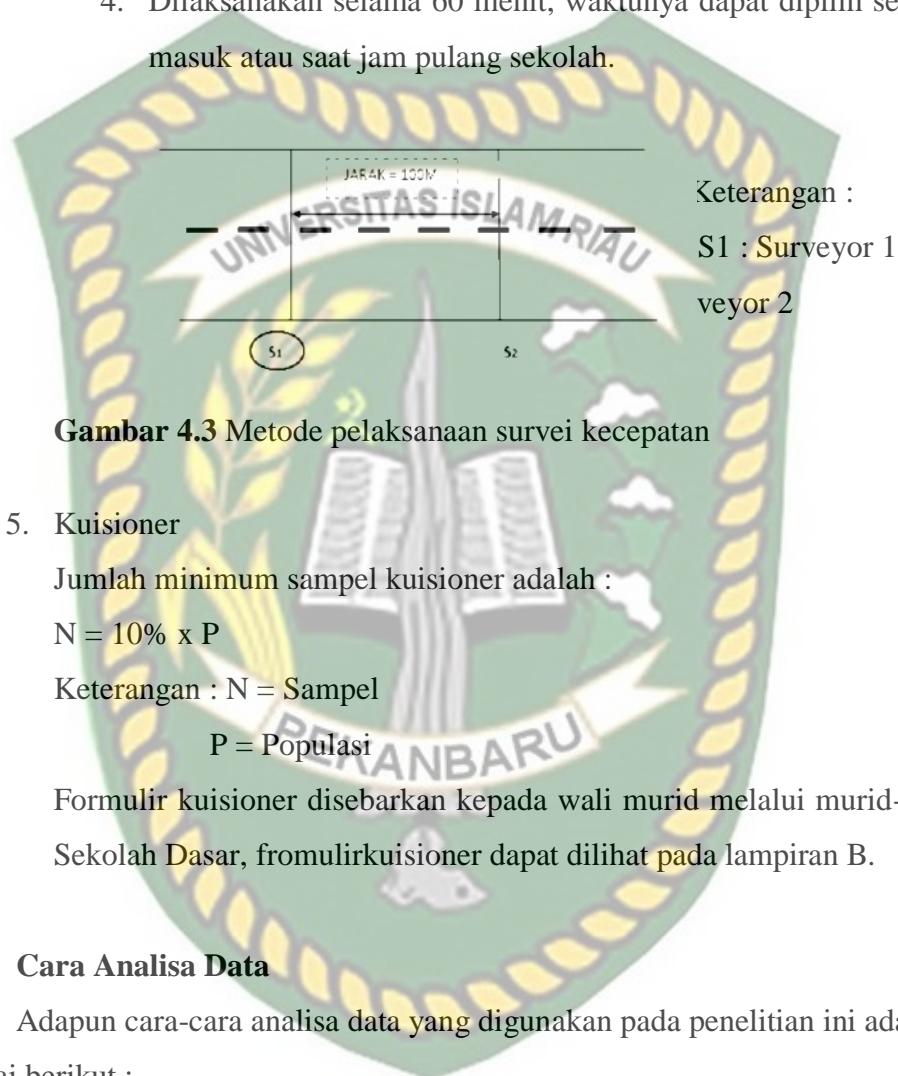 4. Dilaksanakan selama 60 menit, waktunya dapat dipilih
masuk atau saat jam pulang sekolah.
JARAK = 100M
UNIVERSITAS ISLAM RIAU
Keterangan :
S1 : Surveyor 1
veyor 2
S1
S2
Gambar 4.3 Metode pelaksanaan survei kecepatan
5. Kuisioner
Jumlah minimum sampel kuisioner adalah :
N = 10% x P
Keterangan : N = Sampel
P = Populasi
PEKANBARU
Formulir kuisioner disebarkan kepada wali murid melalui murid-
Sekolah Dasar, fromulirkuisioner dapat dilihat pada lampiran B.
Cara Analisa Data
Adapun cara-cara analisa data yang digunakan pada penelitian ini ada
ai berikut :